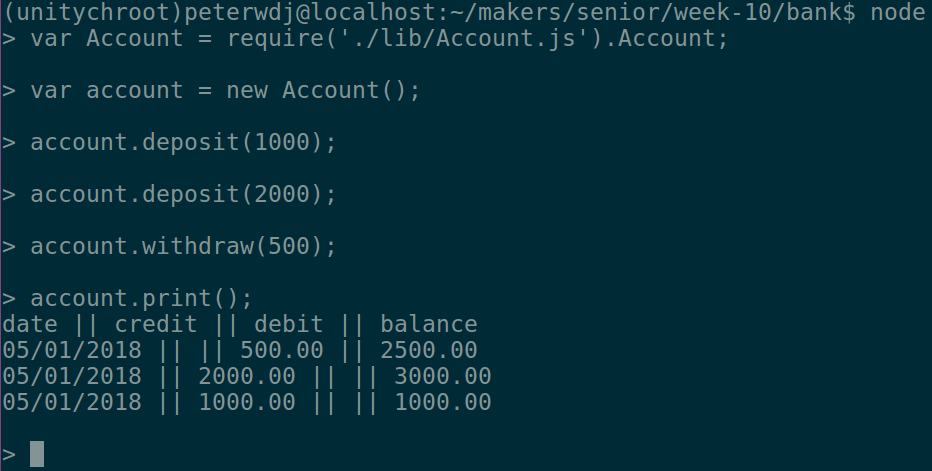 (unitychroot)peterwdj@localhost:~/makers/senior/week-10/bank$ node
> var Account = require('./lib/Account.js').Account;
> var account = new Account();
> account.deposit(1000);
> account.deposit(2000);
> account.withdraw(500);
> account.print();
date || credit || debit || balance
05/01/2018 || || 500.00 || 2500.00
05/01/2018 || 2000.00 || || 3000.00
05/01/2018 || 1000.00 || || 1000.00
>